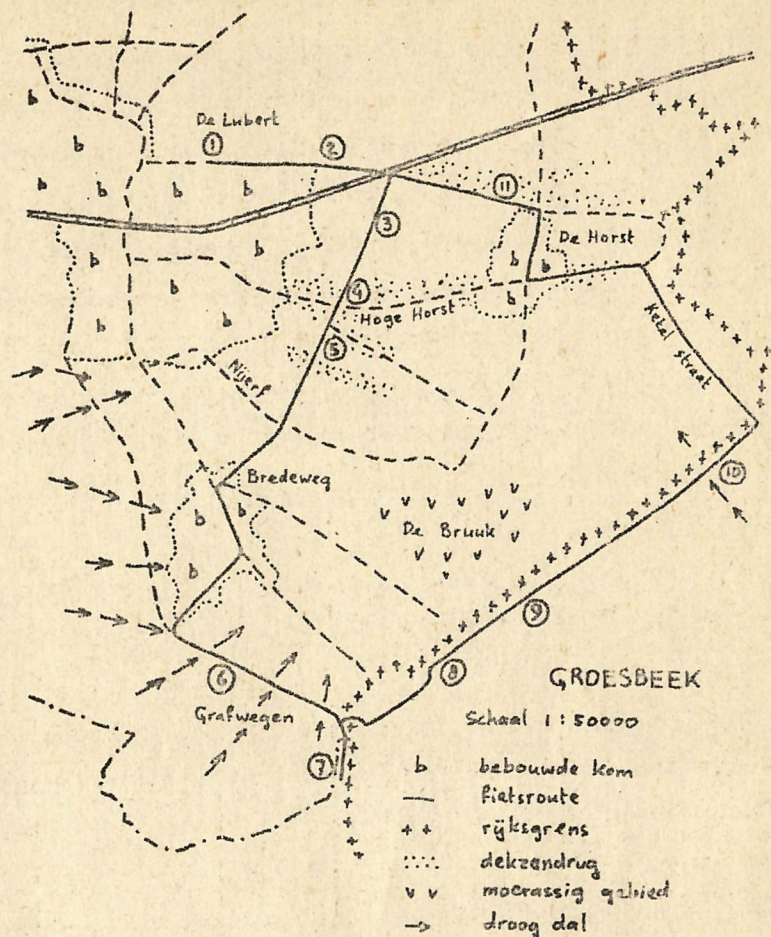 b
De Lubert
① ②
b b b b b
⑪
③
De Horst
b
b b
b b
④
b
Hoge Horst
b b
⑤
Kekel straat
Nijerf
Bredeweg
⑩
b b
De Bruuk
b
⑨
⑥
⑧
GROESBEEK
Grafwegen
Schaal 1 : 50000
⑦
b bebouwde kom
fietsroute
+ + rijksgrens
dekzandrug
v v moerassig gebied
→ droog dal